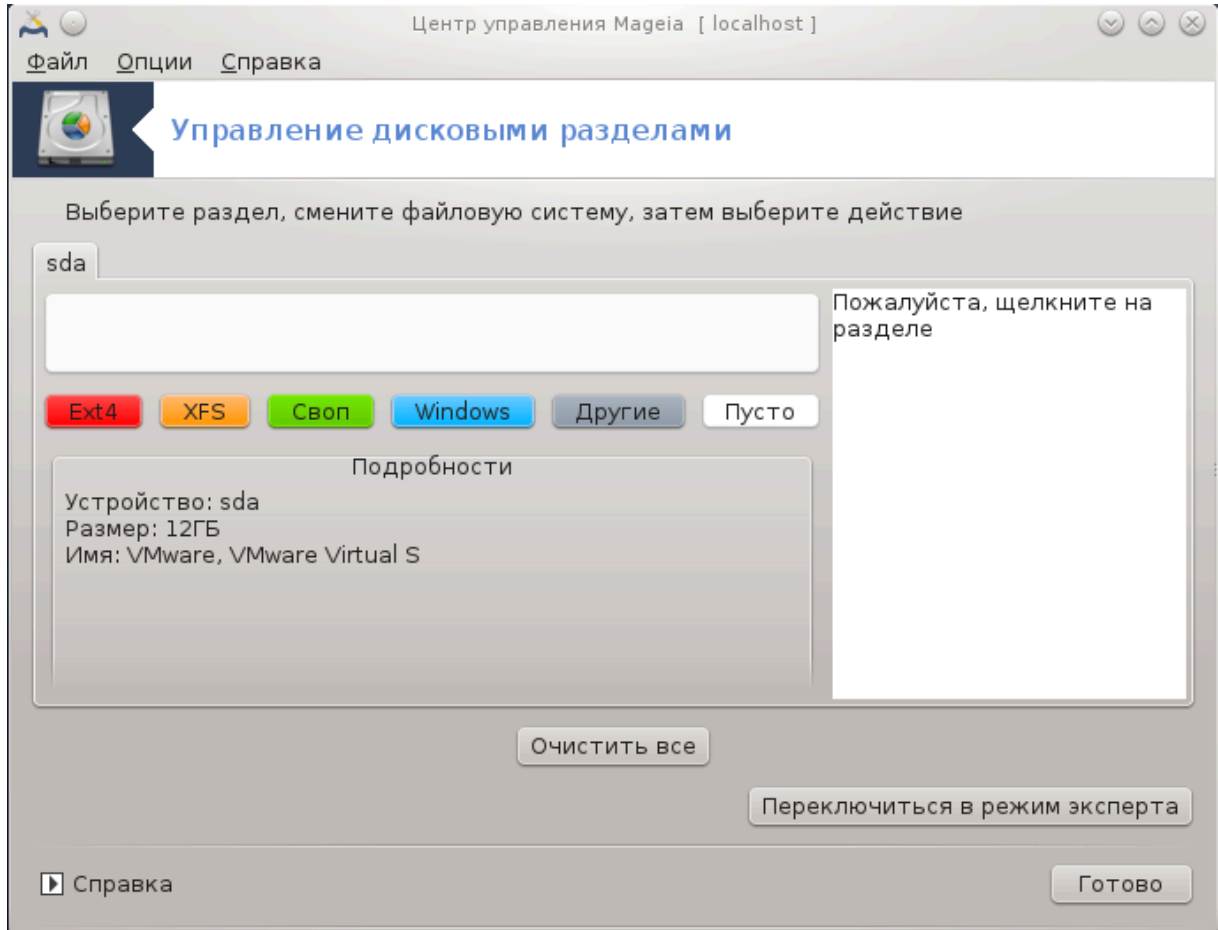 Центр управления Mageia [ localhost ]
Файл Опции Справка
Управление дисковыми разделами
Выберите раздел, смените файловую систему, затем выберите действие
sda
Пожалуйста, щелкните на
разделе
Ext4 XFS Своп Windows Другие Пусто
Подробности
Устройство: sda
Размер: 12ГБ
Имя: VMware, VMware Virtual S
Очистить все
Переключиться в режим эксперта
Справка
Готово